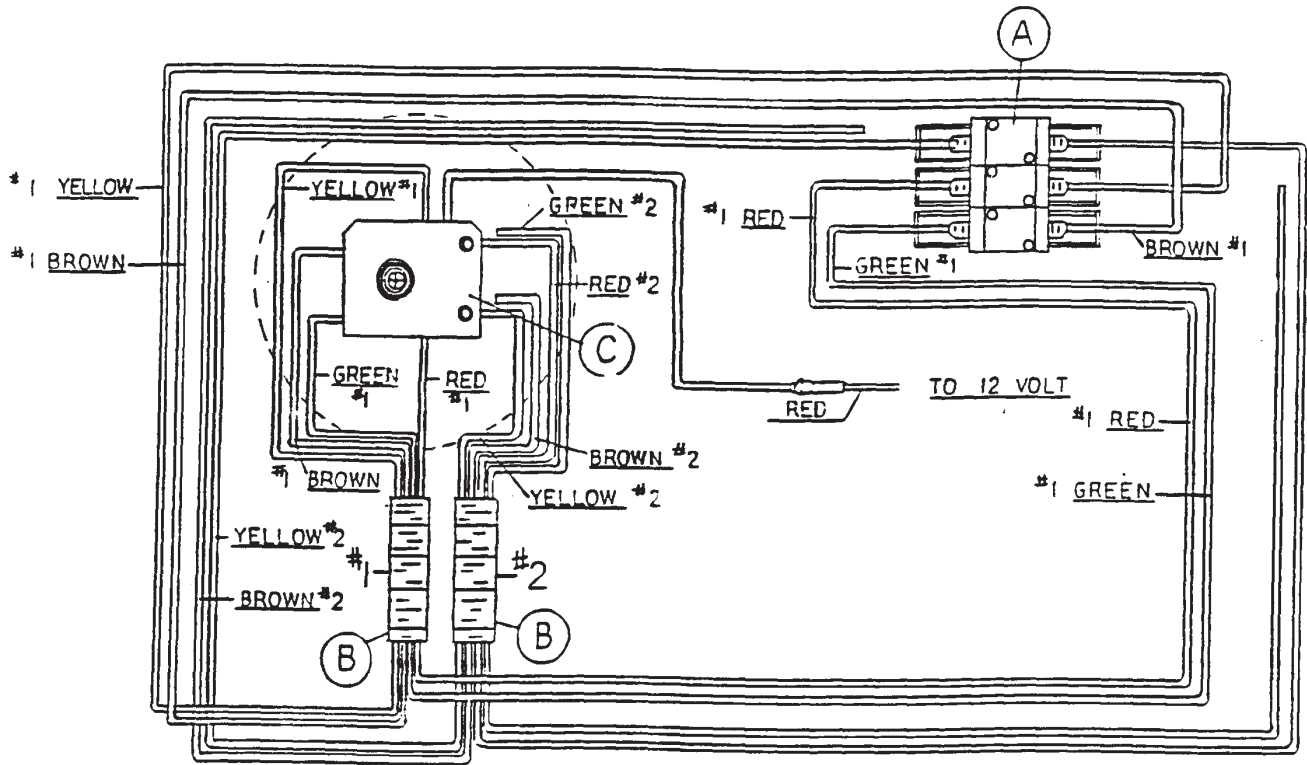 A
#1 YELLOW
YELLOW #1
GREEN #2
#1 RED
#1 BROWN
GREEN #1
BROWN #1
RED #2
C
GREEN
#1
RED
#1
TO 12 VOLT
RED
#1 RED
BROWN #2
#1 BROWN
#1 GREEN
YELLOW #2
YELLOW #2
#1
#2
BROWN #2
B
B